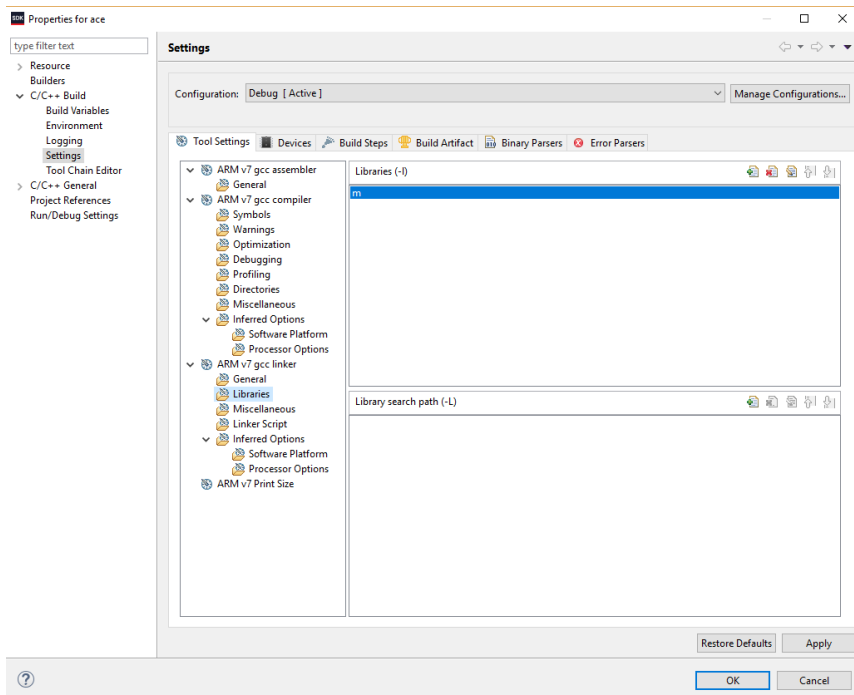 SDK Properties for ace
type filter text
Settings
Resource
Builders
C/C++ Build
Build Variables
Environment
Logging
Settings
Tool Chain Editor
C/C++ General
Project References
Run/Debug Settings
Configuration: Debug [ Active ]
Manage Configurations...
Tool Settings Devices Build Steps Build Artifact Binary Parsers Error Parsers
ARM v7 gcc assembler
General
ARM v7 gcc compiler
Symbols
Warnings
Optimization
Debugging
Profiling
Directories
Miscellaneous
Inferred Options
Software Platform
Processor Options
ARM v7 gcc linker
General
Libraries
Miscellaneous
Linker Script
Inferred Options
Software Platform
Processor Options
ARM v7 Print Size
Libraries (-l)
m
Library search path (-L)
Restore Defaults Apply
? OK Cancel